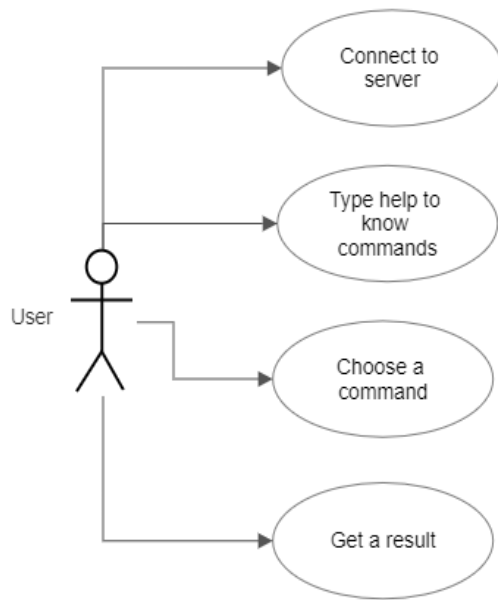 Connect to
server
Type help to
know
commands
User
Choose a
command
Get a result